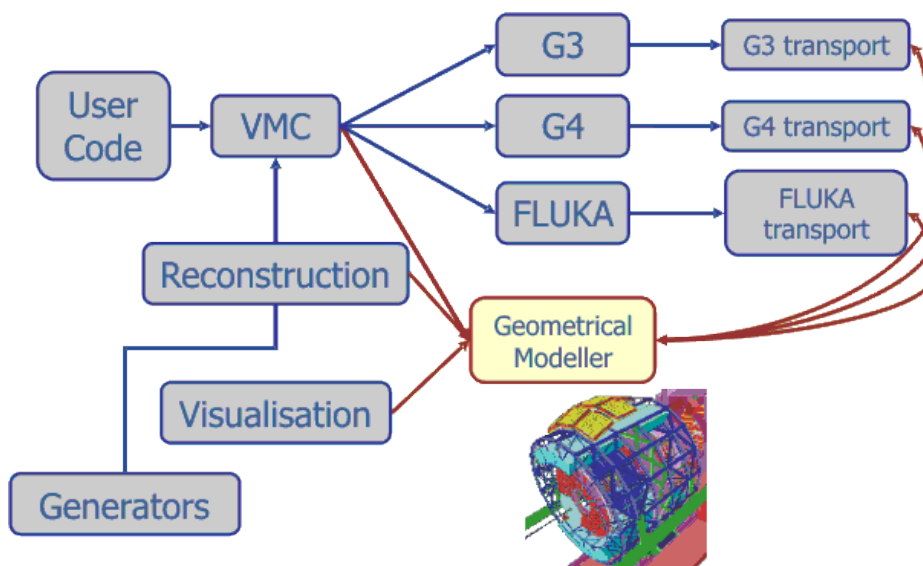 G3
G3 transport
User
Code
VMC
G4
G4 transport
FLUKA
FLUKA
transport
Reconstruction
Geometrical
Modeller
Visualisation
Generators